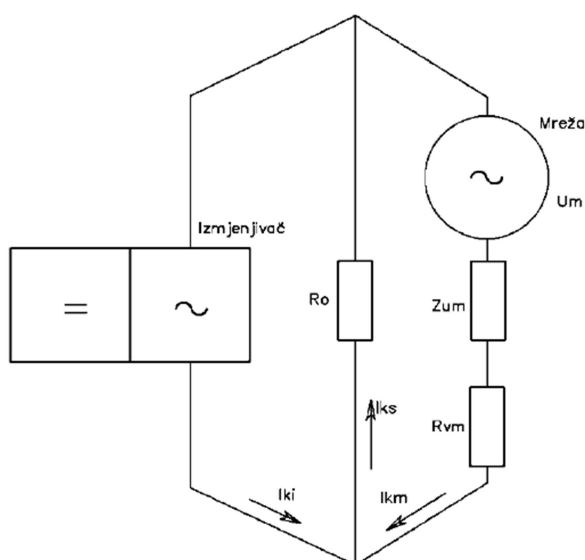 Mreža
Um
Izmjenjivač
=
~
~
Ro
Zum
Iks
Rvm
Iki
Ikm